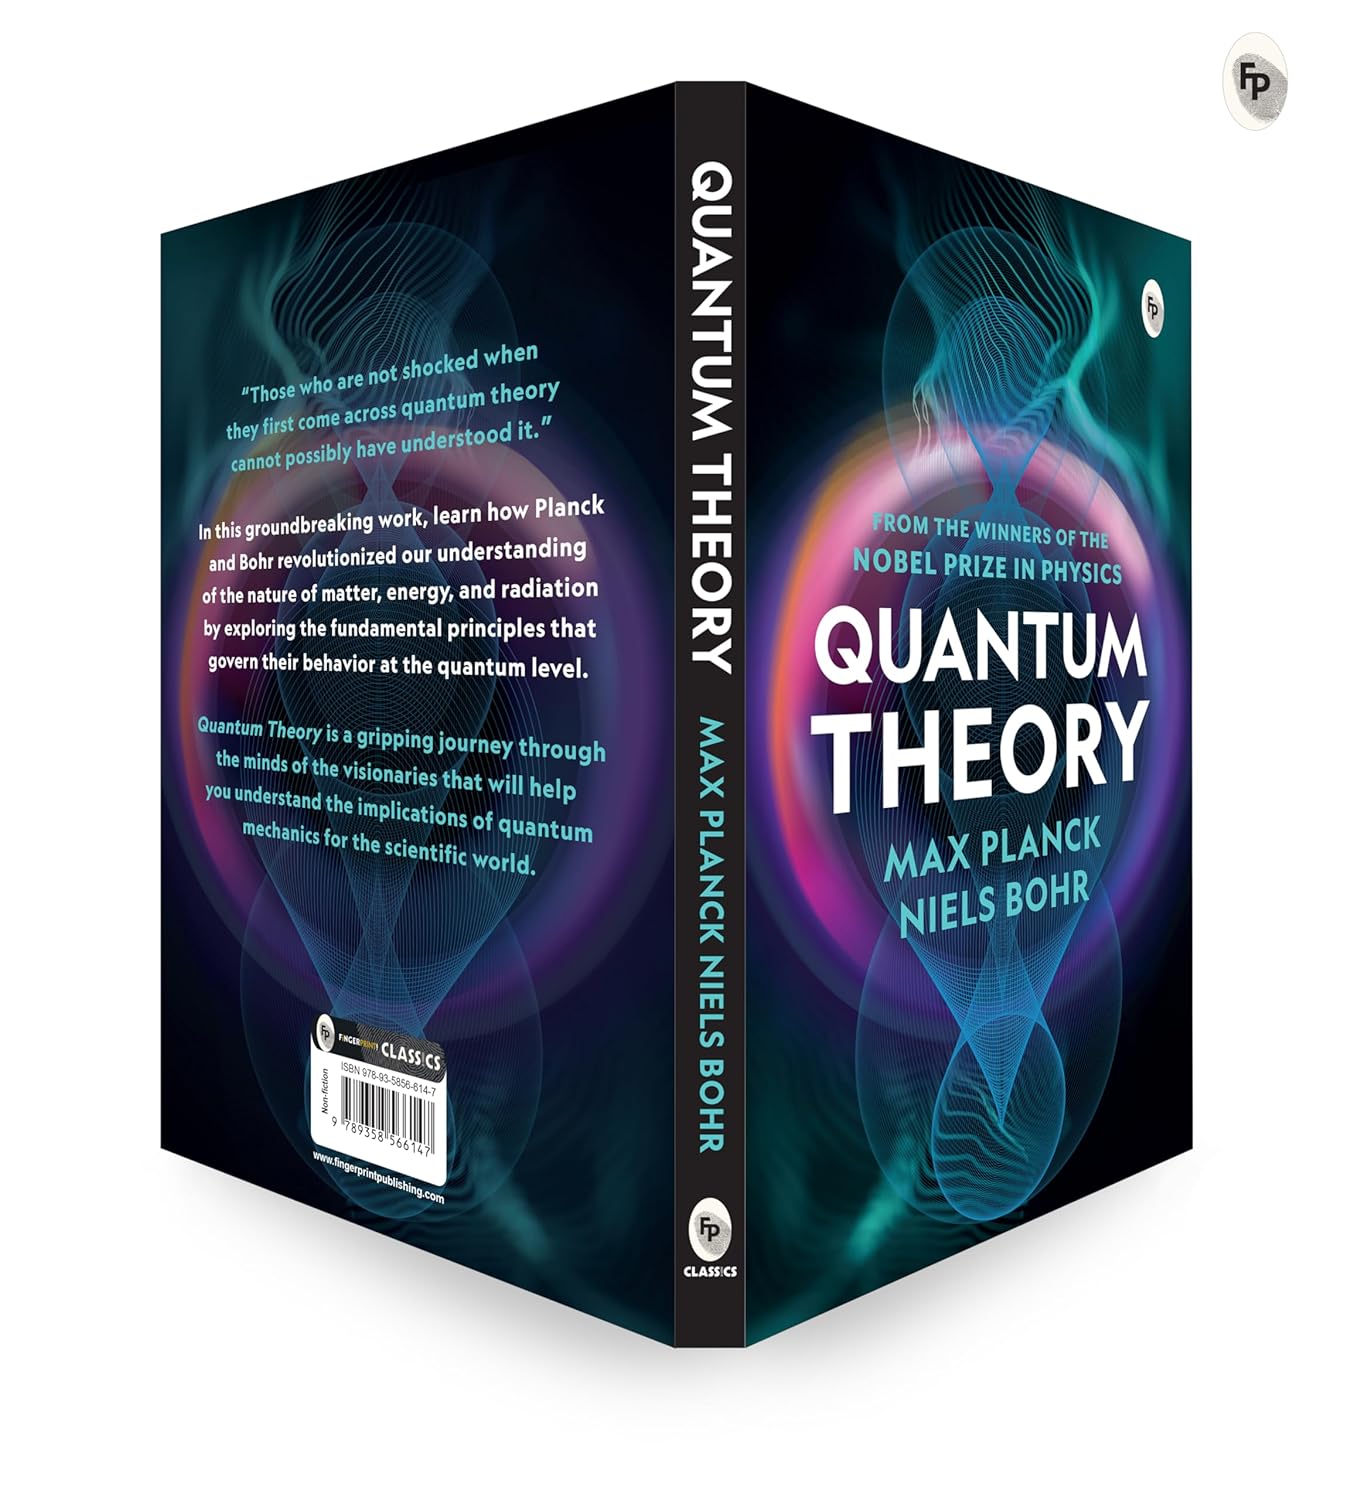 FP
"Those who are not shocked when
they first come across quantum theory
cannot possibly have understood it."
In this groundbreaking work, learn how Planck
and Bohr revolutionized our understanding
of the nature of matter, energy, and radiation
by exploring the fundamental principles that
govern their behavior at the quantum level.
Quantum Theory is a gripping journey through
the minds of the visionaries that will help
you understand the implications of quantum
mechanics for the scientific world.
FP FiNGERPRINT! CLASSiCS
ISBN 978-93-5856-614-7
Non-fiction
9 789358 566147
www.fingerprintpublishing.com
QUANTUM THEORY MAX PLANCK NIELS BOHR
FP
CLASSiCS
FP
FROM THE WINNERS OF THE
NOBEL PRIZE IN PHYSICS
QUANTUM
THEORY
MAX PLANCK
NIELS BOHR